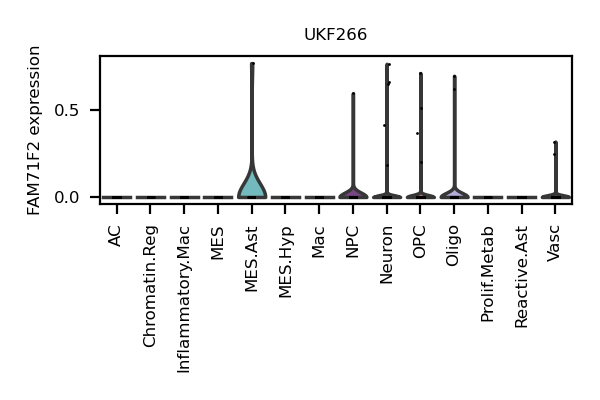 UKF266
FAM71F2 expression
0.5
0.0
AC
Chromatin.Reg
Inflammatory.Mac
MES
MES.Ast
MES.Hyp
Mac
NPC
Neuron
OPC
Oligo
Prolif.Metab
Reactive.Ast
Vasc